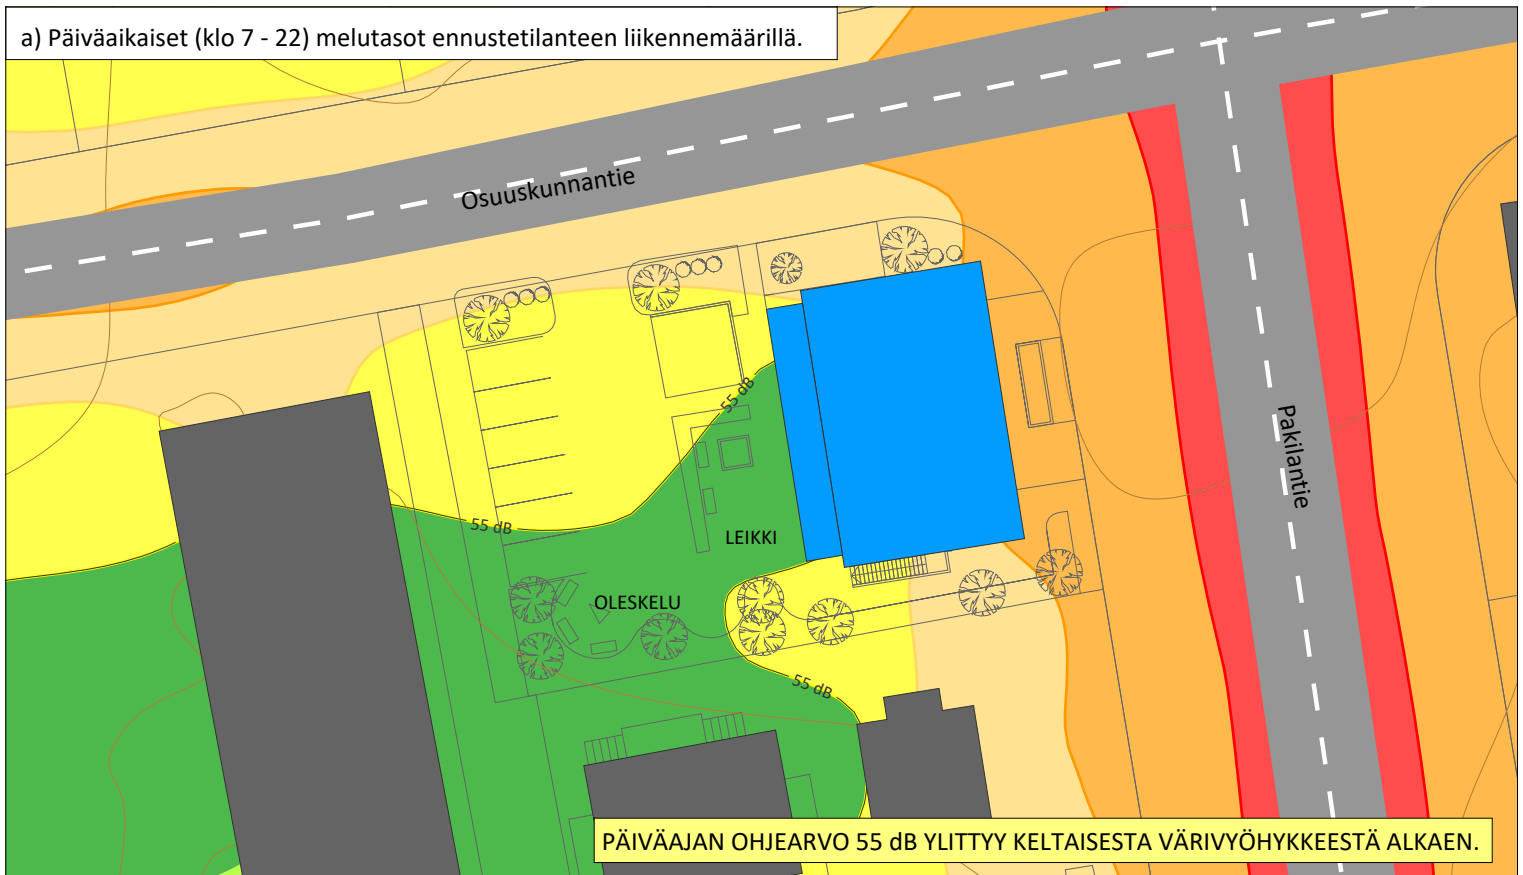 a) Päiväaikaiset (klo 7 - 22) melutasot ennustetilanteen liikennemäärillä.
Osuuskunnantie
Pakilantie
55 dB
55 dB
LEIKKI
OLESKELU
55 dB
PÄIVÄAJAN OHJEARVO 55 dB YLITTYY KELTAISESTA VÄRIVYÖHYKKEESTÄ ALKAEN.